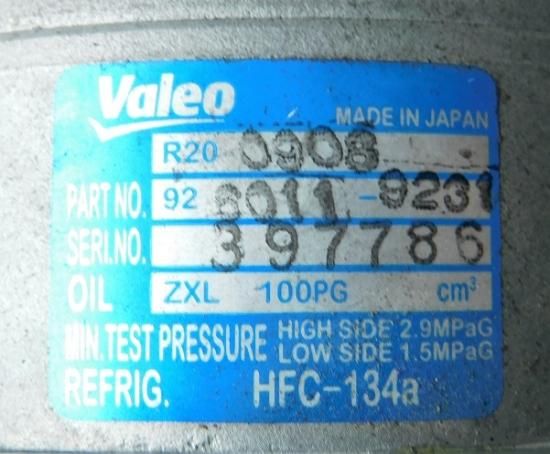 Valeo
MADE IN JAPAN
R20 0908
PART NO. 92 6011-9231
SERI.NO. 397786
OIL ZXL 100PG cm³
MIN.TEST PRESSURE HIGH SIDE 2.9MPaG
LOW SIDE 1.5MPaG
REFRIG. HFC-134a